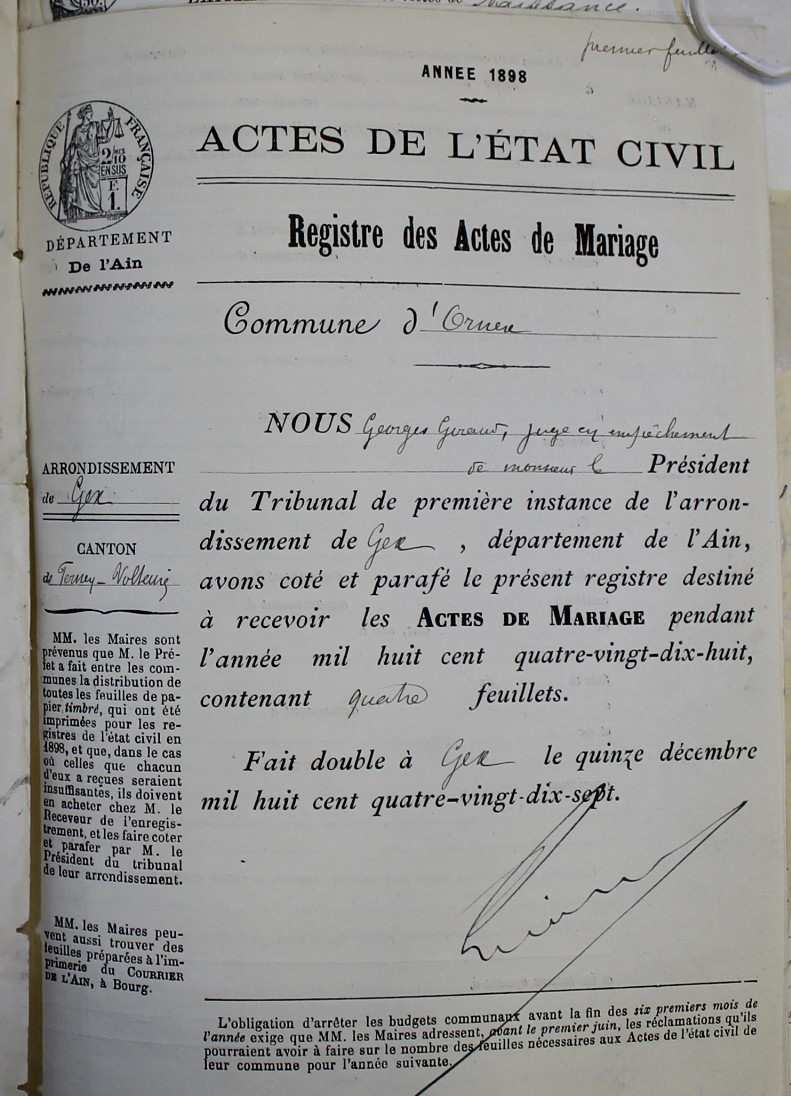 Naissance.
premier feuillet
ANNEE 1898
ACTES DE L'ÉTAT CIVIL
RÉPUBLIQUE FRANÇAISE
2/10
EN SUS
F.
1.
DÉPARTEMENT
De l'Ain
Registre des Actes de Mariage
Commune d'Ornex
NOUS Georges Giraud, juge en empêchement
de monsieur le Président
du Tribunal de première instance de l'arron-
dissement de Gex, département de l'Ain,
avons coté et parafé le présent registre destiné
à recevoir les ACTES DE MARIAGE pendant
l'année mil huit cent quatre-vingt-dix-huit,
contenant quatre feuillets.
Fait double à Gex le quinze décembre
mil huit cent quatre-vingt-dix-sept.
ARRONDISSEMENT
de Gex
CANTON
de Ferney-Voltaire
MM. les Maires sont
prévenus que M. le Pré-
fet a fait entre les com-
munes la distribution de
toutes les feuilles de pa-
pier timbré, qui ont été
imprimées pour les re-
gistres de l'état civil en
1898, et que, dans le cas
où celles que chacun
d'eux a reçues seraient
insuffisantes, ils doivent
en acheter chez M. le
Receveur de l'enregis-
trement, et les faire coter
et parafer par M. le
Président du tribunal
de leur arrondissement.
MM. les Maires peu-
vent aussi trouver des
feuilles préparées à l'im-
primerie du COURRIER
DE L'AIN, à Bourg.
L'obligation d'arrêter les budgets communaux avant la fin des six premiers mois de
l'année exige que MM. les Maires adressent, avant le premier juin, les réclamations qu'ils
pourraient avoir à faire sur le nombre des feuilles nécessaires aux Actes de l'état civil de
leur commune pour l'année suivante.